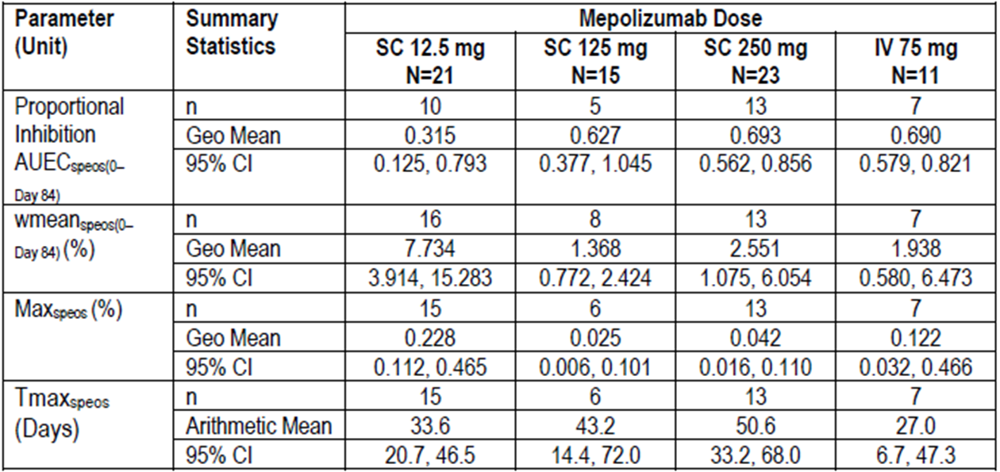 Parameter (Unit) Summary Statistics Mepolizumab Dose
SC 12.5 mg N=21 SC 125 mg N=15 SC 250 mg N=23 IV 75 mg N=11
Proportional Inhibition AUECspeos(0–Day 84) n 10 5 13 7
Geo Mean 0.315 0.627 0.693 0.690
95% CI 0.125, 0.793 0.377, 1.045 0.562, 0.856 0.579, 0.821
wmeanspeos(0–Day 84) (%) n 16 8 13 7
Geo Mean 7.734 1.368 2.551 1.938
95% CI 3.914, 15.283 0.772, 2.424 1.075, 6.054 0.580, 6.473
Maxspeos (%) n 15 6 13 7
Geo Mean 0.228 0.025 0.042 0.122
95% CI 0.112, 0.465 0.006, 0.101 0.016, 0.110 0.032, 0.466
Tmaxspeos (Days) n 15 6 13 7
Arithmetic Mean 33.6 43.2 50.6 27.0
95% CI 20.7, 46.5 14.4, 72.0 33.2, 68.0 6.7, 47.3